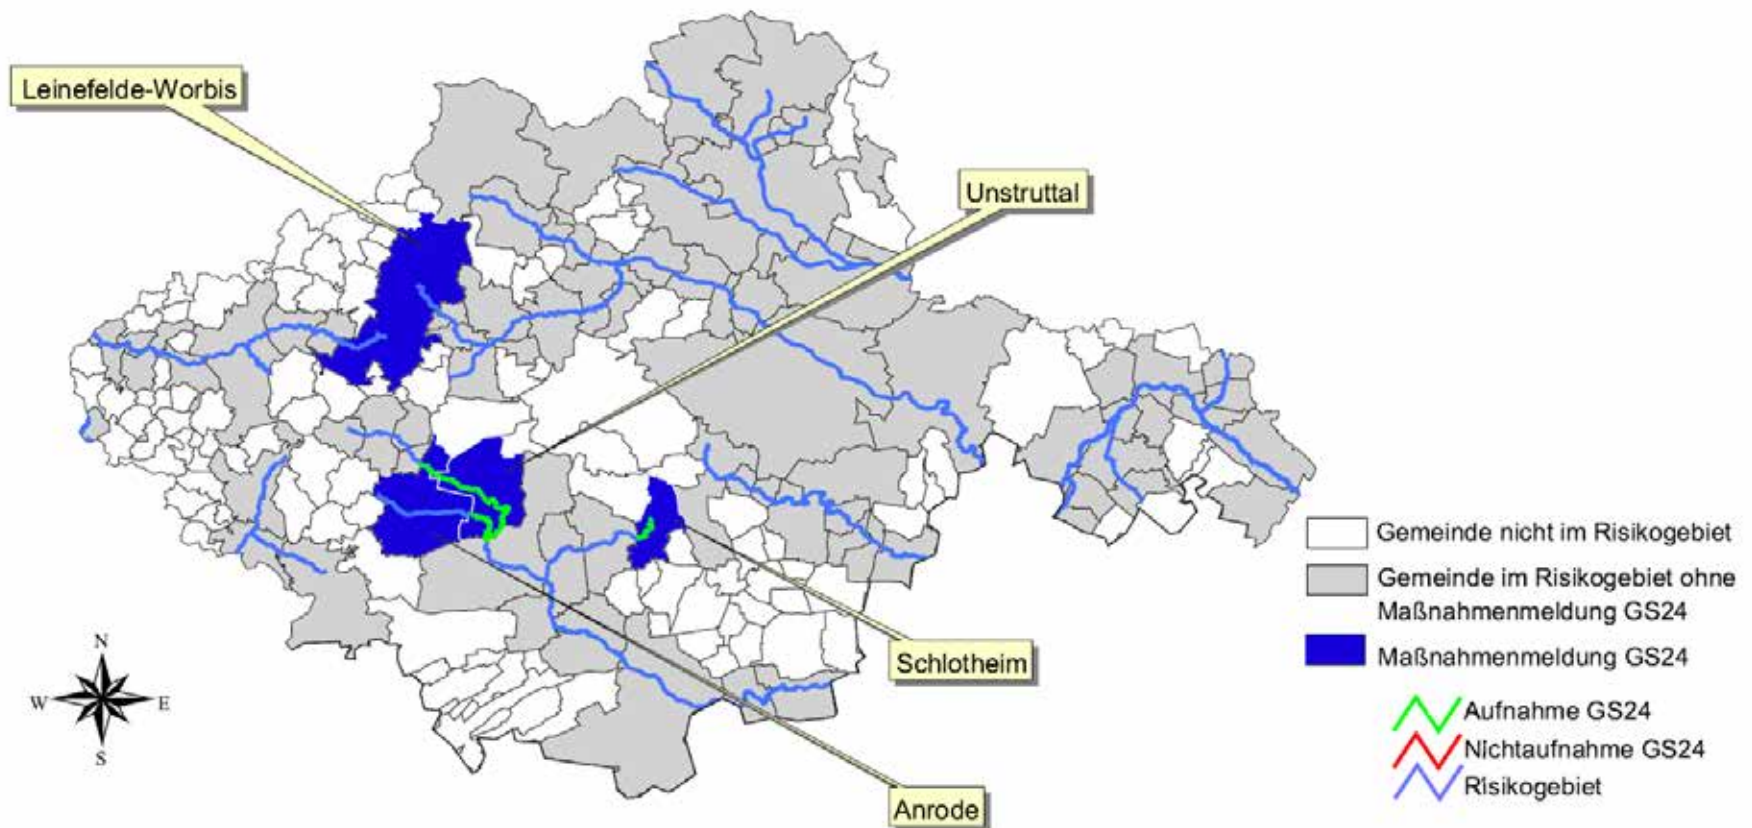 Leinefelde-Worbis
Unstruttal
Gemeinde nicht im Risikogebiet
Gemeinde im Risikogebiet ohne
Maßnahmenmeldung GS24
Maßnahmenmeldung GS24
Schlotheim
Aufnahme GS24
Nichtaufnahme GS24
Risikogebiet
Anrode
N
W
E
S